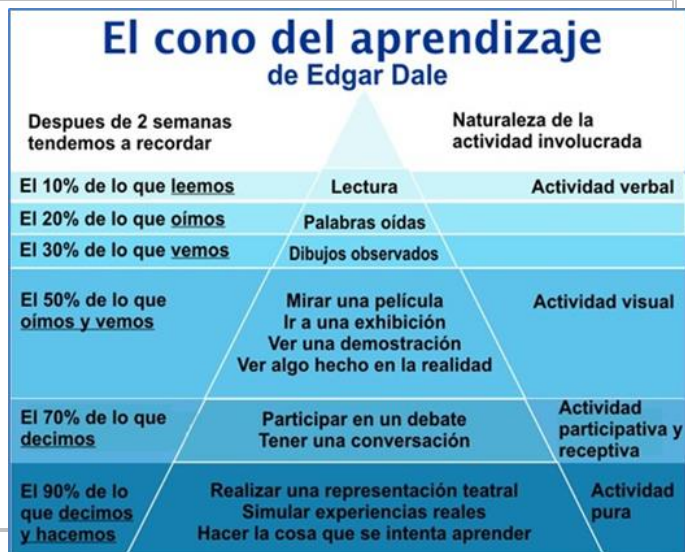 El cono del aprendizaje
de Edgar Dale
Despues de 2 semanas
tendemos a recordar
Naturaleza de la
actividad involucrada
El 10% de lo que leemos
Lectura
Actividad verbal
El 20% de lo que oímos
Palabras oídas
El 30% de lo que vemos
Dibujos observados
El 50% de lo que
oímos y vemos
Mirar una película
Ir a una exhibición
Ver una demostración
Ver algo hecho en la realidad
Actividad visual
El 70% de lo que
decimos
Participar en un debate
Tener una conversación
Actividad
participativa y
receptiva
El 90% de lo
que decimos
y hacemos
Realizar una representación teatral
Simular experiencias reales
Hacer la cosa que se intenta aprender
Actividad
pura